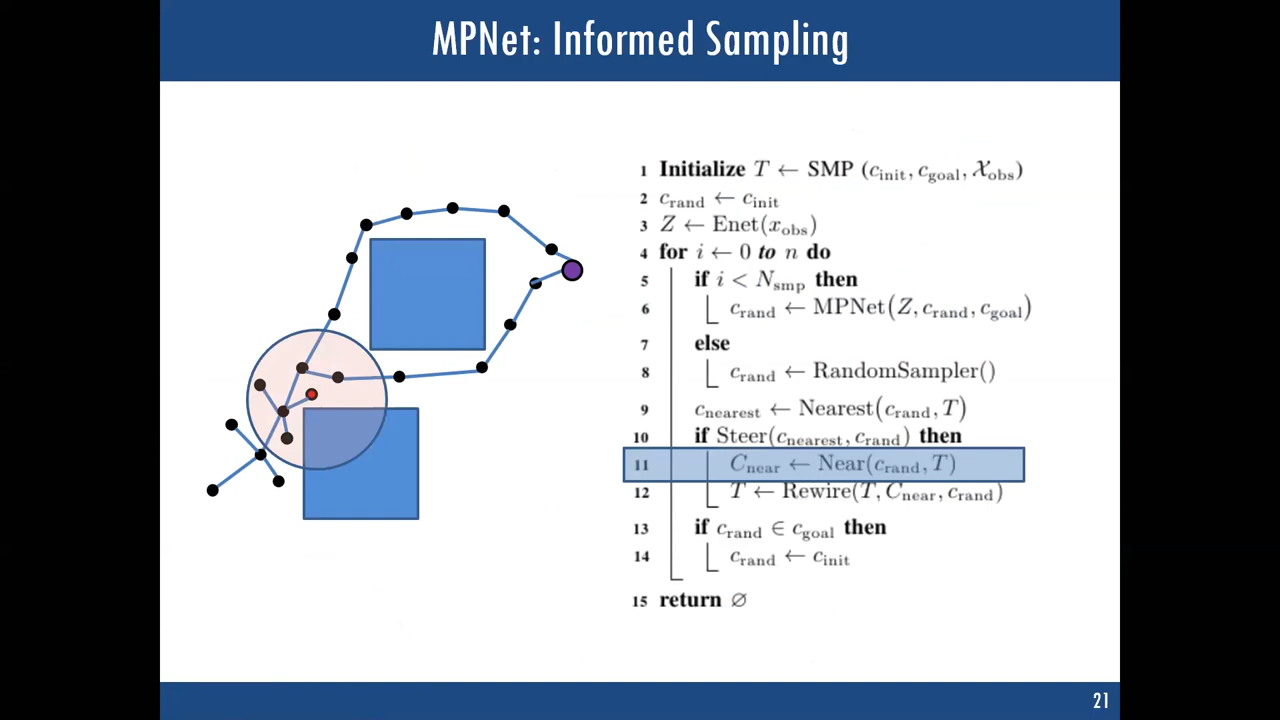 MPNet: Informed Sampling
1 Initialize T ← SMP (c_init, c_goal, X_obs)
2 c_rand ← c_init
3 Z ← Enet(x_obs)
4 for i ← 0 to n do
5 if i < N_smp then
6 c_rand ← MPNet(Z, c_rand, c_goal)
7 else
8 c_rand ← RandomSampler()
9 c_nearest ← Nearest(c_rand, T)
10 if Steer(c_nearest, c_rand) then
11 C_near ← Near(c_rand, T)
12 T ← Rewire(T, C_near, c_rand)
13 if c_rand ∈ c_goal then
14 c_rand ← c_init
15 return ∅
21